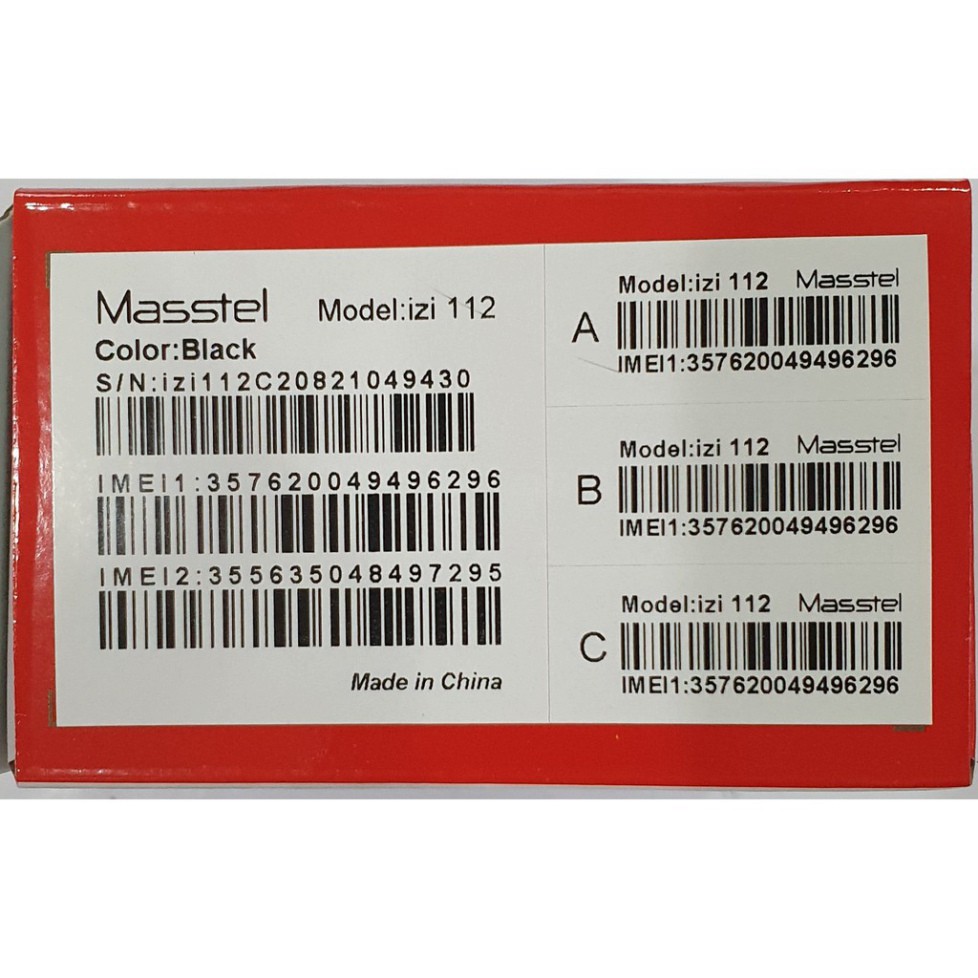 Masstel Model:izi 112
Color:Black
S/N:izi112C20821049430
IMEI1:357620049496296
IMEI2:355635048497295
Made in China
A
Model:izi 112 Masstel
IMEI1:357620049496296
B
Model:izi 112 Masstel
IMEI1:357620049496296
C
Model:izi 112 Masstel
IMEI1:357620049496296